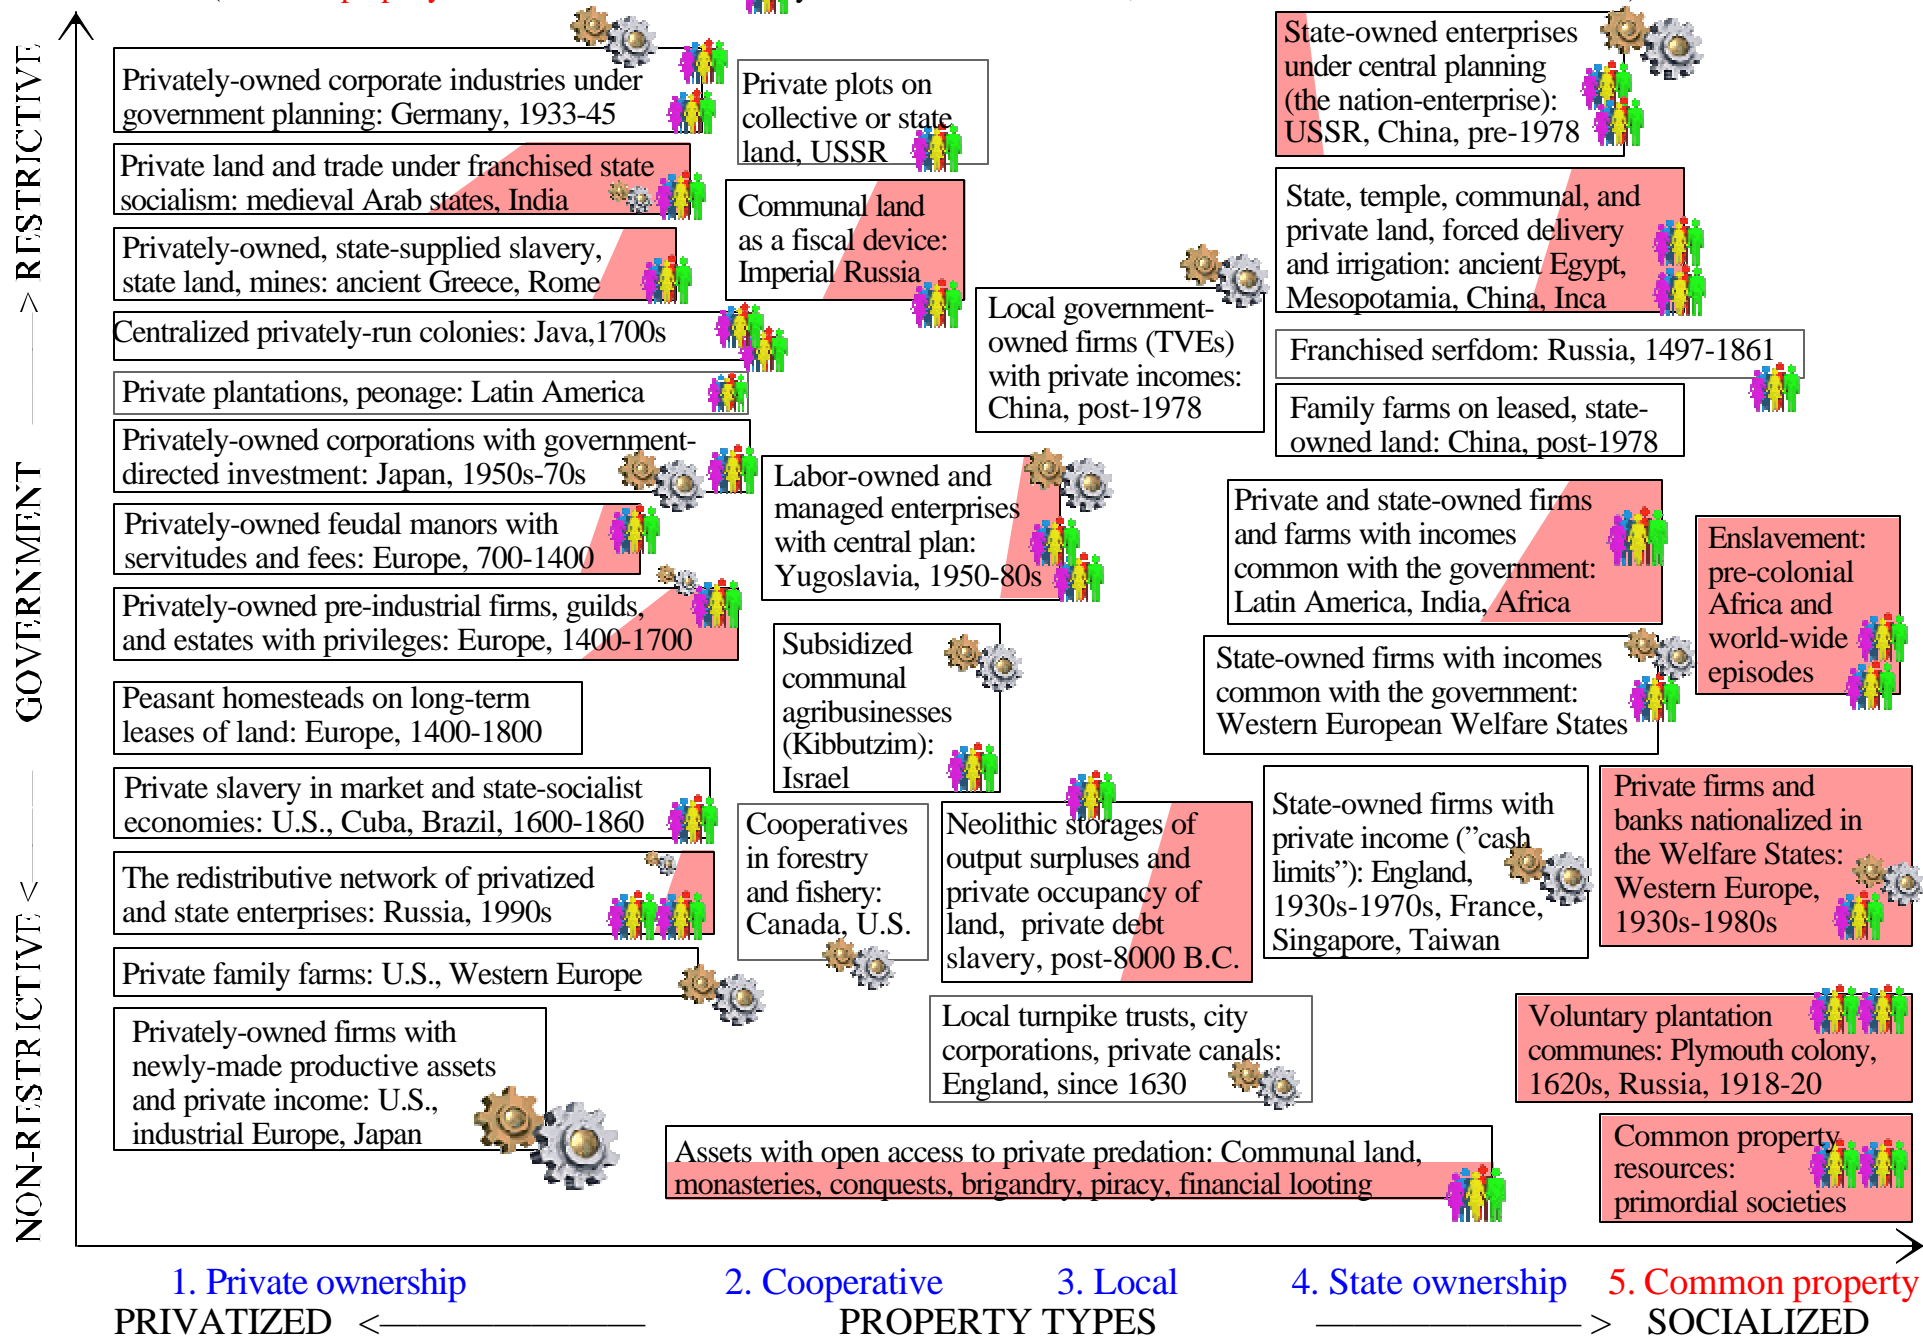 property
RESTRICTIVE
>
GOVERNMENT
<
NON-RESTRICTIVE
Privately-owned corporate industries under
government planning: Germany, 1933-45
Private land and trade under franchised state
socialism: medieval Arab states, India
Privately-owned, state-supplied slavery,
state land, mines: ancient Greece, Rome
Centralized privately-run colonies: Java,1700s
Private plantations, peonage: Latin America
Privately-owned corporations with government-
directed investment: Japan, 1950s-70s
Privately-owned feudal manors with
servitudes and fees: Europe, 700-1400
Privately-owned pre-industrial firms, guilds,
and estates with privileges: Europe, 1400-1700
Peasant homesteads on long-term
leases of land: Europe, 1400-1800
Private slavery in market and state-socialist
economies: U.S., Cuba, Brazil, 1600-1860
The redistributive network of privatized
and state enterprises: Russia, 1990s
Private family farms: U.S., Western Europe
Privately-owned firms with
newly-made productive assets
and private income: U.S.,
industrial Europe, Japan
Private plots on
collective or state
land, USSR
Communal land
as a fiscal device:
Imperial Russia
Local government-
owned firms (TVEs)
with private incomes:
China, post-1978
Labor-owned and
managed enterprises
with central plan:
Yugoslavia, 1950-80s
Subsidized
communal
agribusinesses
(Kibbutzim):
Israel
Cooperatives
in forestry
and fishery:
Canada, U.S.
Neolithic storages of
output surpluses and
private occupancy of
land, private debt
slavery, post-8000 B.C.
Local turnpike trusts, city
corporations, private canals:
England, since 1630
Assets with open access to private predation: Communal land,
monasteries, conquests, brigandry, piracy, financial looting
State-owned enterprises
under central planning
(the nation-enterprise):
USSR, China, pre-1978
State, temple, communal, and
private land, forced delivery
and irrigation: ancient Egypt,
Mesopotamia, China, Inca
Franchised serfdom: Russia, 1497-1861
Family farms on leased, state-
owned land: China, post-1978
Private and state-owned firms
and farms with incomes
common with the government:
Latin America, India, Africa
Enslavement:
pre-colonial
Africa and
world-wide
episodes
State-owned firms with incomes
common with the government:
Western European Welfare States
State-owned firms with
private income (”cash
limits”): England,
1930s-1970s, France,
Singapore, Taiwan
Private firms and
banks nationalized in
the Welfare States:
Western Europe,
1930s-1980s
Voluntary plantation
communes: Plymouth colony,
1620s, Russia, 1918-20
Common property
resources:
primordial societies
1. Private ownership 2. Cooperative 3. Local 4. State ownership 5. Common property
PRIVATIZED <———— PROPERTY TYPES ————> SOCIALIZED